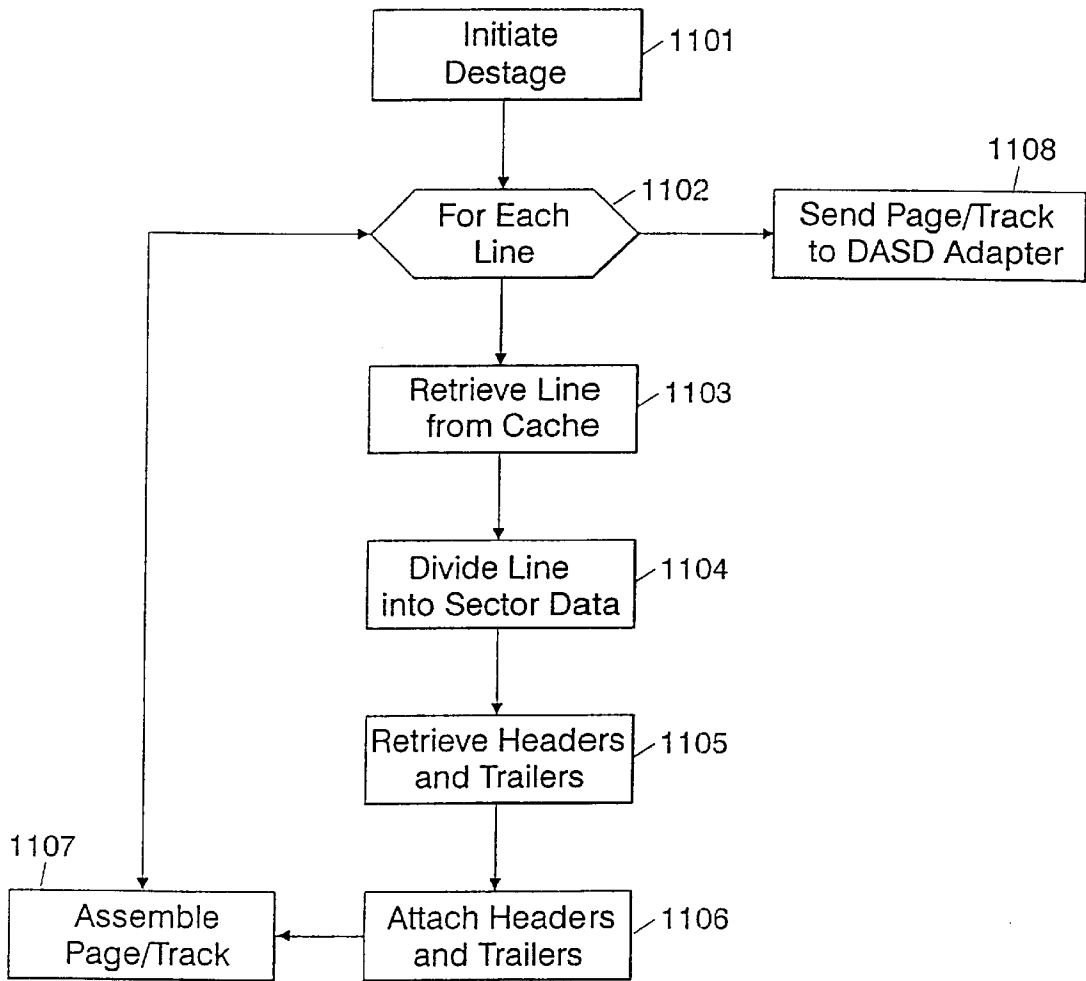 Initiate
Destage
1101
For Each
Line
1102
Send Page/Track
to DASD Adapter
1108
Retrieve Line
from Cache
1103
Divide Line
into Sector Data
1104
Retrieve Headers
and Trailers
1105
Attach Headers
and Trailers
1106
Assemble
Page/Track
1107